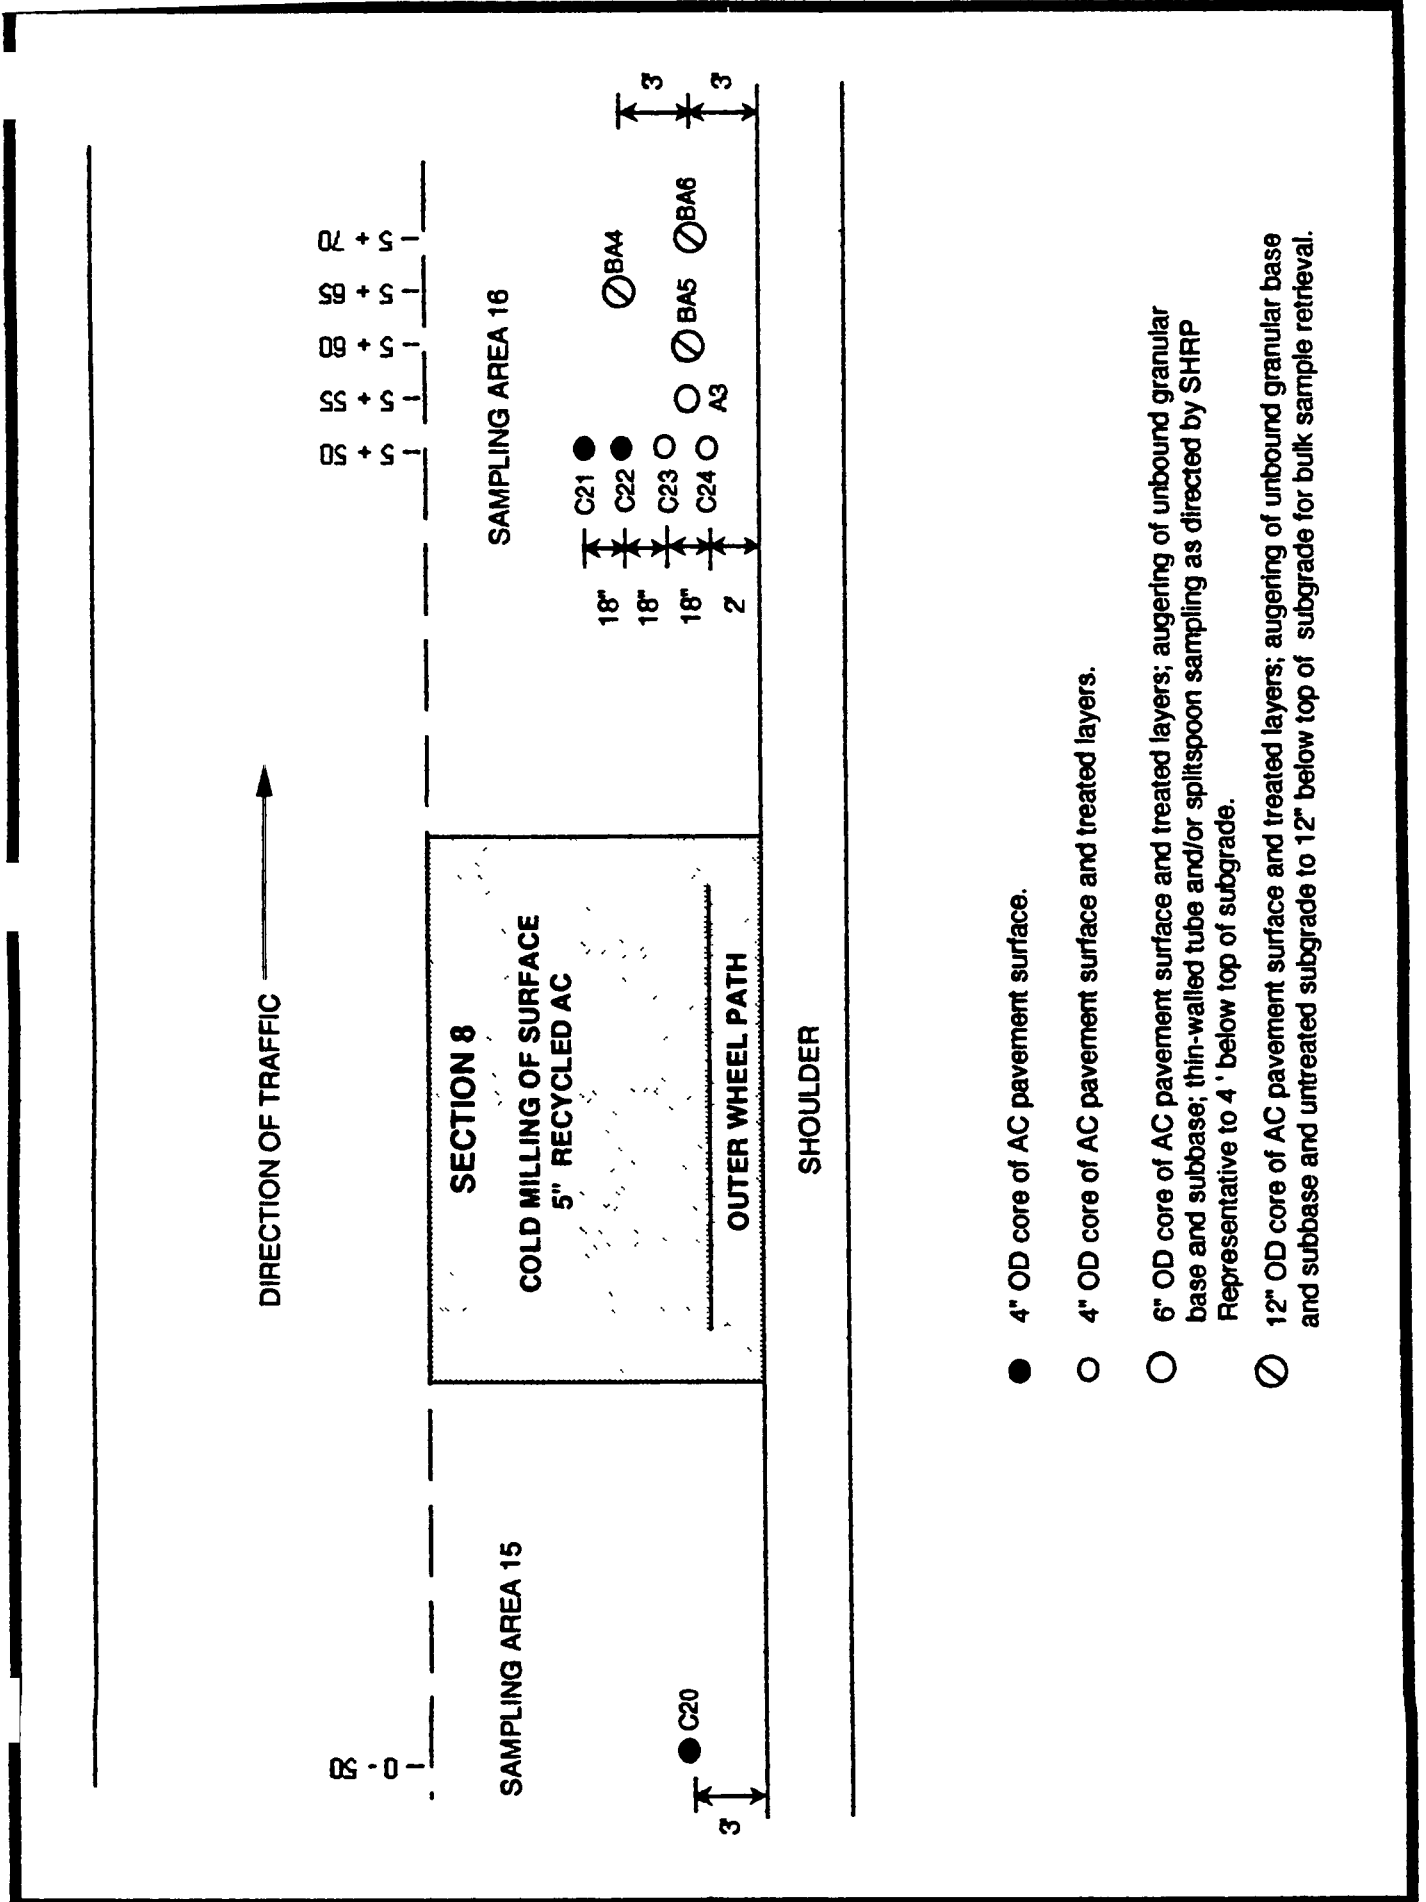 DIRECTION OF TRAFFIC
0 - 50
5 + 50
5 + 55
5 + 60
5 + 65
5 + 70
SAMPLING AREA 15
SECTION 8
COLD MILLING OF SURFACE
5" RECYCLED AC
OUTER WHEEL PATH
SAMPLING AREA 16
C20
3'
C21
C22
C23
C24
A3
BA4
BA5
BA6
18"
18"
18"
2'
3'
3'
SHOULDER
4" OD core of AC pavement surface.
4" OD core of AC pavement surface and treated layers.
6" OD core of AC pavement surface and treated layers; augering of unbound granular
base and subbase; thin-walled tube and/or splitspoon sampling as directed by SHRP
Representative to 4 ' below top of subgrade.
12" OD core of AC pavement surface and treated layers; augering of unbound granular base
and subbase and untreated subgrade to 12" below top of subgrade for bulk sample retrieval.